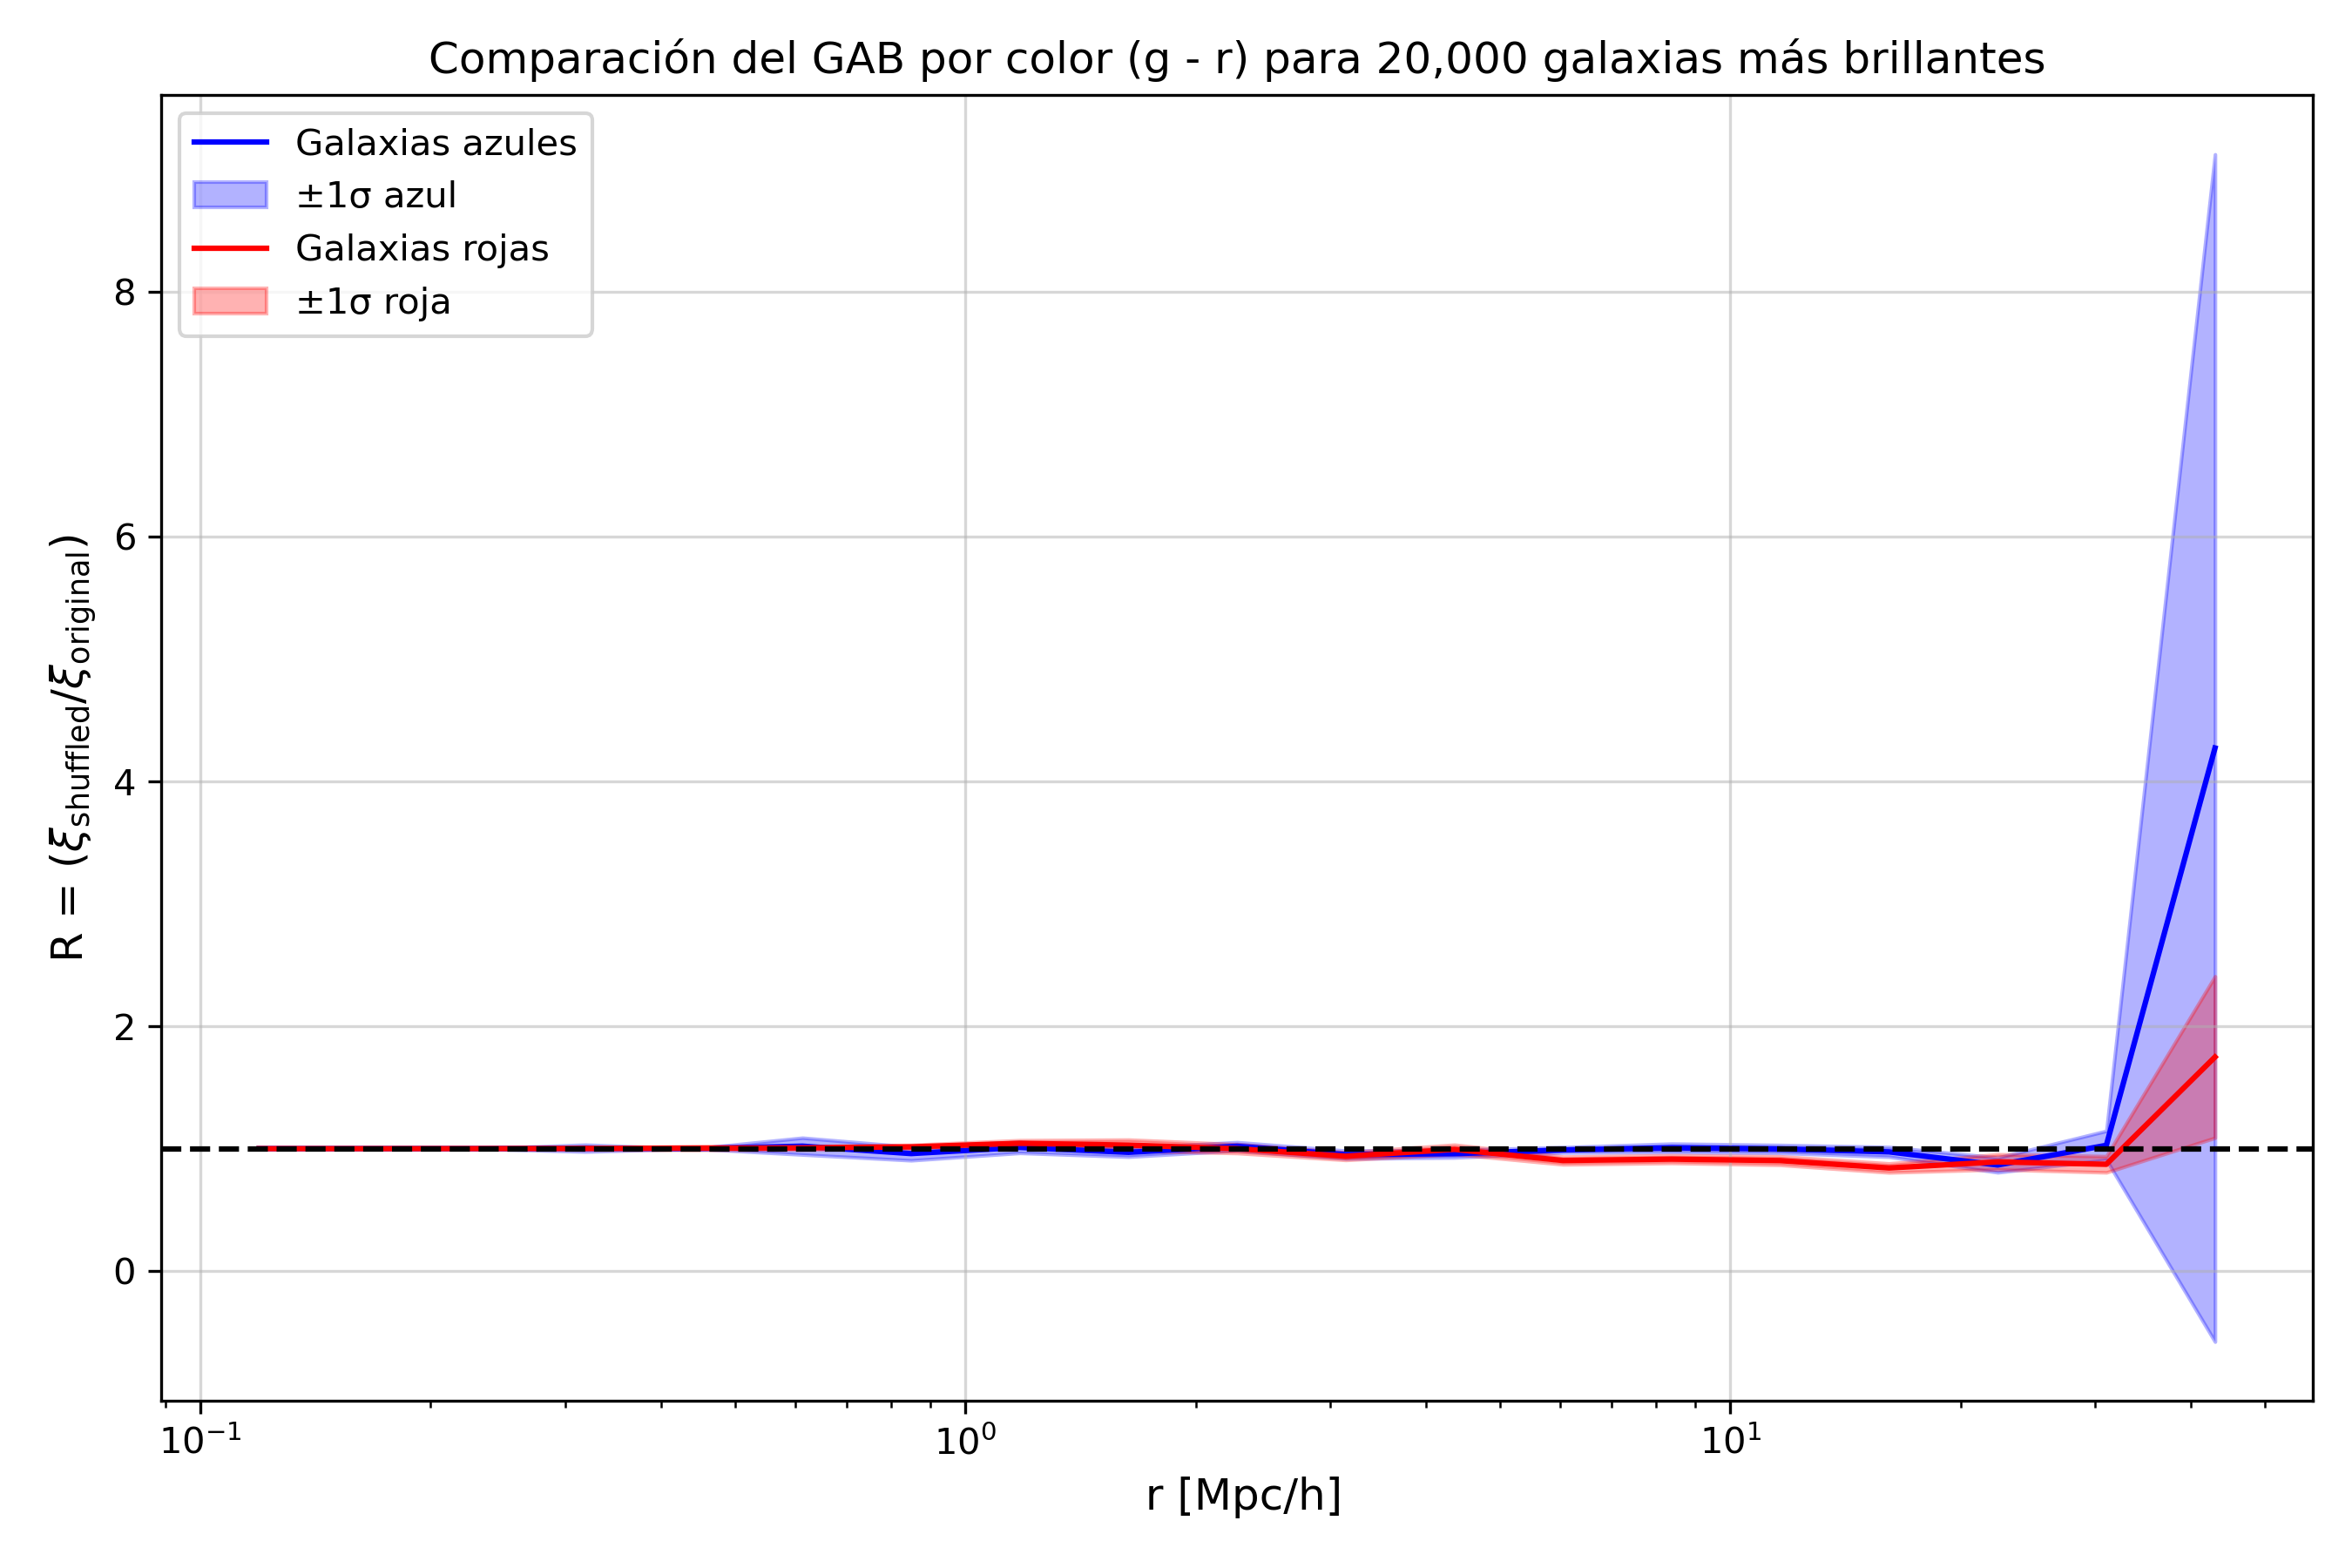 Comparación del GAB por color (g - r) para 20,000 galaxias más brillantes
Galaxias azules
±1σ azul
Galaxias rojas
±1σ roja
R = (ξ_shuffled/ξ_original)
8
6
4
2
0
10⁻¹
10⁰
10¹
r [Mpc/h]